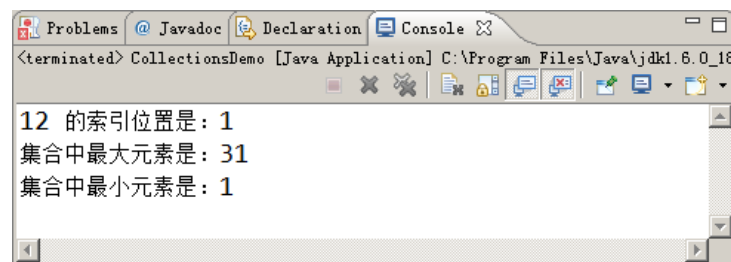 Problems @ Javadoc Declaration Console
<terminated> CollectionsDemo [Java Application] C:\Program Files\Java\jdk1.6.0_18
12 的索引位置是：1
集合中最大元素是：31
集合中最小元素是：1